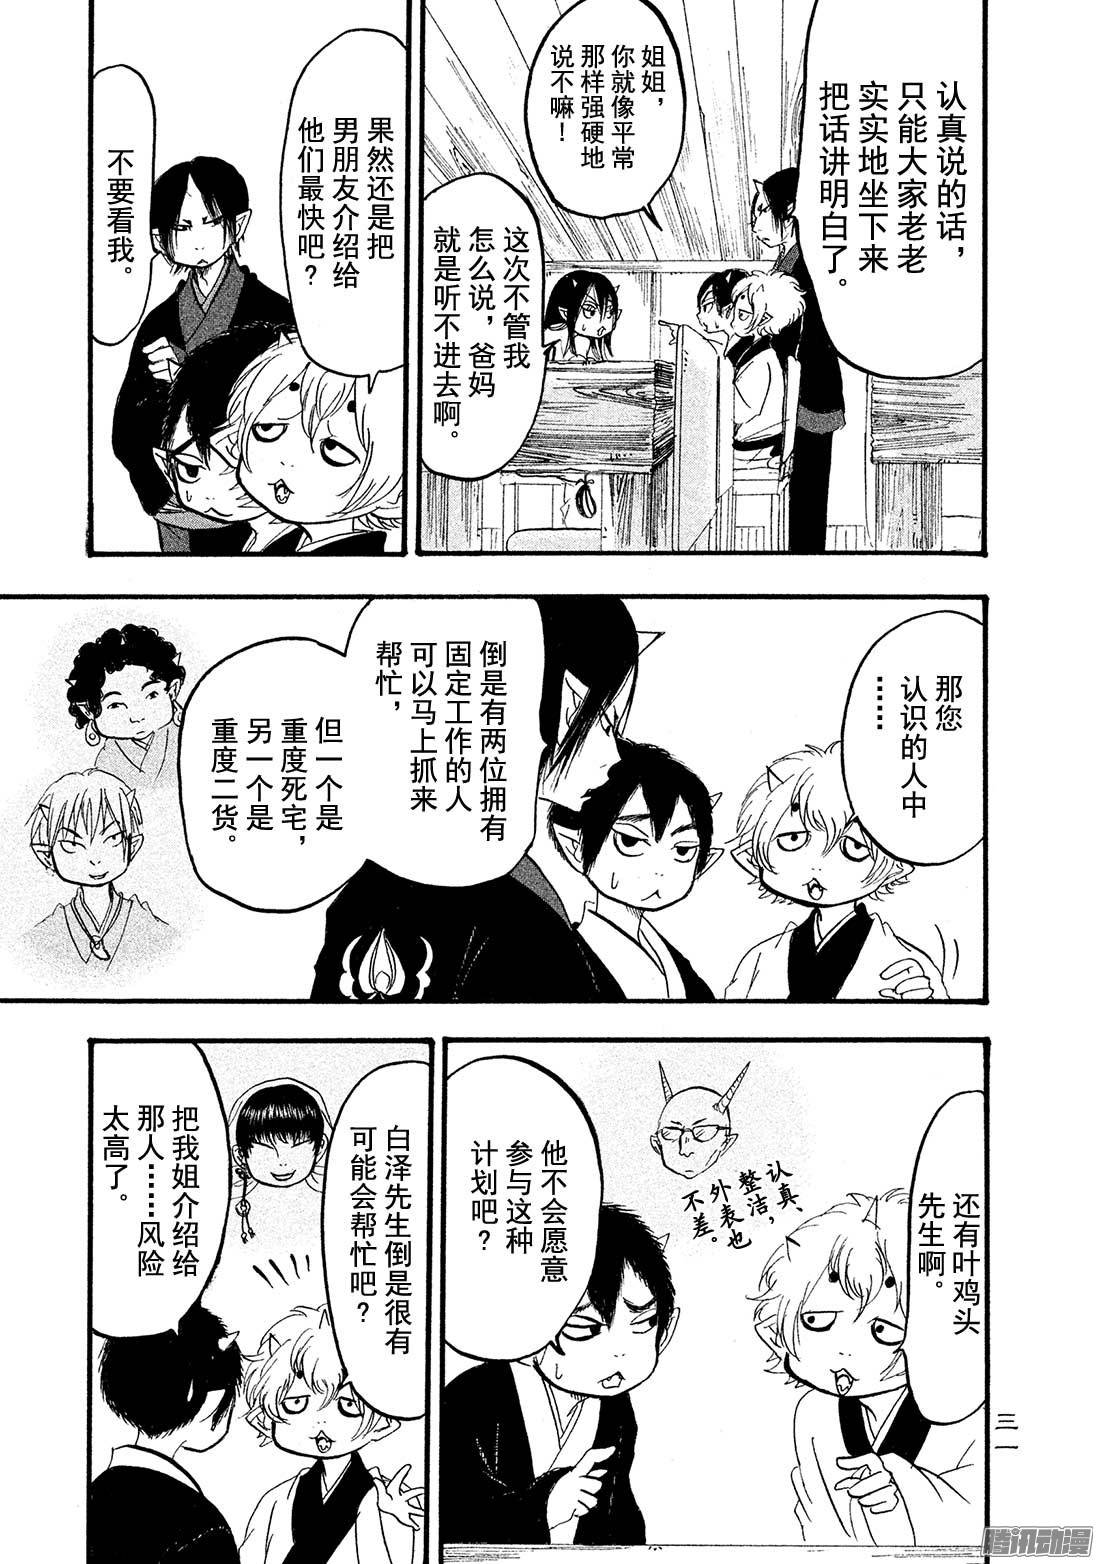 认真说的话，
只能大家老老
实实地坐下来
把话讲明白了。
姐姐，
你就像平常
那样强硬地
说不嘛！
这次不管我
怎么说，爸妈
就是听不进去啊。
果然还是把
男朋友介绍给
他们最快吧？
不要看我。
那您
认识的人中
……
倒是有两位拥有
固定工作的人
可以马上抓来
帮忙，
但一个是
重度死宅，
另一个是
重度二货。
还有叶鸡头
先生啊。
认真、
整洁，
外表也
不差。
他不会愿意
参与这种
计划吧？
白泽先生倒是很有
可能会帮忙吧？
把我姐介绍给
那人……风险
太高了。
三一
腾讯动漫